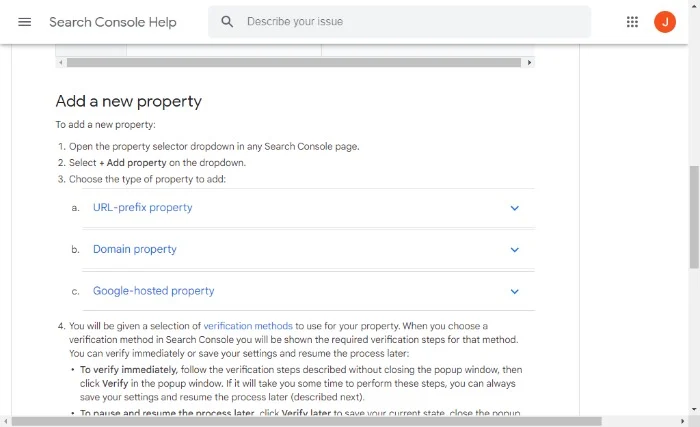 Search Console Help
Describe your issue
J
Add a new property
To add a new property:
1. Open the property selector dropdown in any Search Console page.
2. Select + Add property on the dropdown.
3. Choose the type of property to add:
a. URL-prefix property
b. Domain property
c. Google-hosted property
4. You will be given a selection of verification methods to use for your property. When you choose a
verification method in Search Console you will be shown the required verification steps for that method.
You can verify immediately or save your settings and resume the process later:
• To verify immediately, follow the verification steps described without closing the popup window, then
click Verify in the popup window. If it will take you some time to perform these steps, you can always
save your settings and resume the process later (described next).
• To pause and resume the process later, click Verify later to save your current state, close the popup